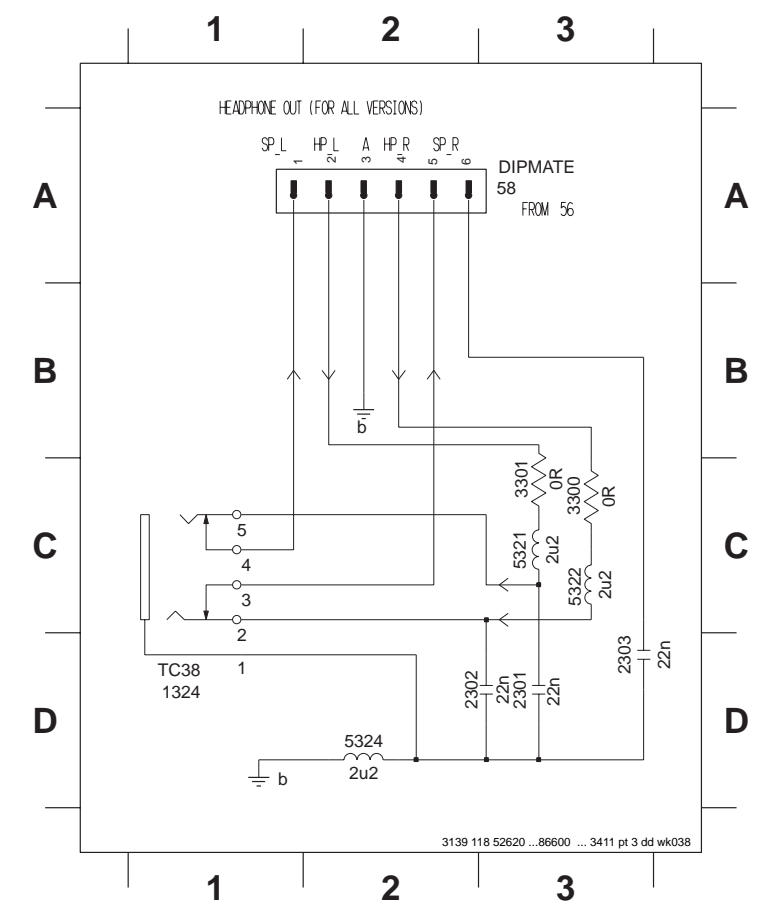 1 2 3
HEADPHONE OUT (FOR ALL VERSIONS)
SP_L HP_L A HP_R SP_R
1 2 3 4 5 6
DIPMATE
58
FROM 56
A A
B B
b
3301
0R
3300
0R
5
C C
5321
2u2
4
5322
2u2
3
2
TC38
1324
1
2303
22n
2302
22n
2301
22n
D D
5324
2u2
b
3139 118 52620 ...86600 ... 3411 pt 3 dd wk038
1 2 3